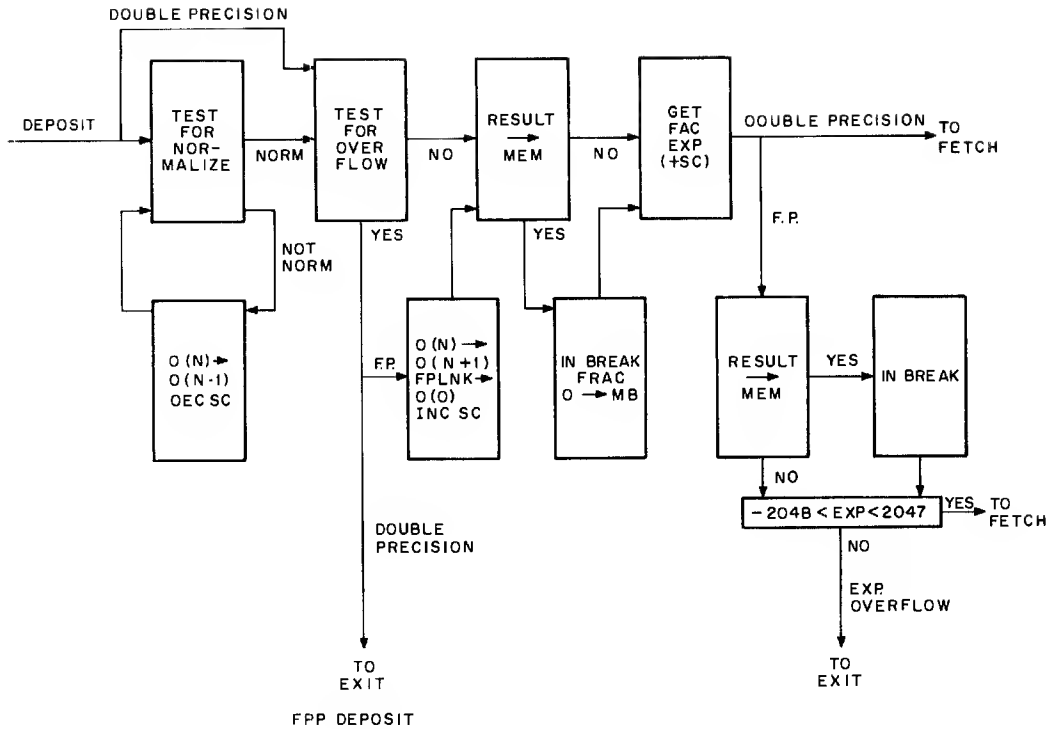 DOUBLE PRECISION
DEPOSIT
TEST
FOR
NOR-
MALIZE
NORM
TEST
FOR
OVER
FLOW
NO
RESULT
→
MEM
NO
GET
FAC
EXP
(+SC)
DOUBLE PRECISION
TO
FETCH
NOT
NORM
YES
YES
F.P.
O(N)→
O(N-1)
OEC SC
F.P.
O(N)→
O(N+1)
FPLNK→
O(O)
INC SC
IN BREAK
FRAC
O→MB
RESULT
→
MEM
YES
IN BREAK
NO
-204B<EXP<2047
YES
TO
FETCH
DOUBLE
PRECISION
NO
EXP.
OVERFLOW
TO
EXIT
TO
EXIT
FPP DEPOSIT